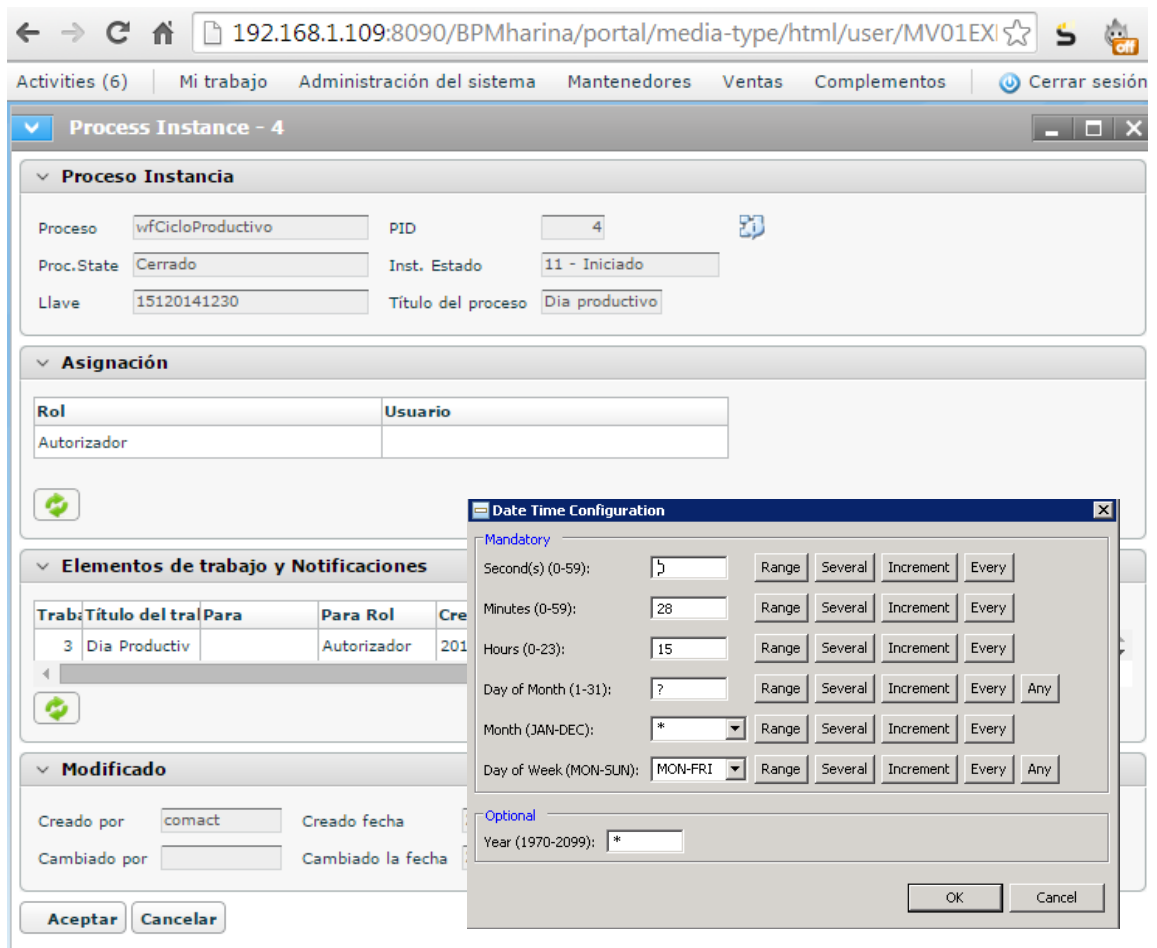 192.168.1.109:8090/BPMharina/portal/media-type/html/user/MV01EX
off
Activities (6) Mi trabajo Administración del sistema Mantenedores Ventas Complementos Cerrar sesión
Process Instance - 4
Proceso Instancia
Proceso wfCicloProductivo PID 4
Proc.State Cerrado Inst. Estado 11 - Iniciado
Llave 15120141230 Título del proceso Dia productivo
Asignación
Rol Usuario
Autorizador
Elementos de trabajo y Notificaciones
Traba Título del tral Para Para Rol Cre
3 Dia Productiv Autorizador 201
Modificado
Creado por comact Creado fecha
Cambiado por Cambiado la fecha
Aceptar Cancelar
Date Time Configuration
Mandatory
Second(s) (0-59): Range Several Increment Every
Minutes (0-59): 28 Range Several Increment Every
Hours (0-23): 15 Range Several Increment Every
Day of Month (1-31): ? Range Several Increment Every Any
Month (JAN-DEC): * Range Several Increment Every
Day of Week (MON-SUN): MON-FRI Range Several Increment Every Any
Optional
Year (1970-2099): *
OK Cancel